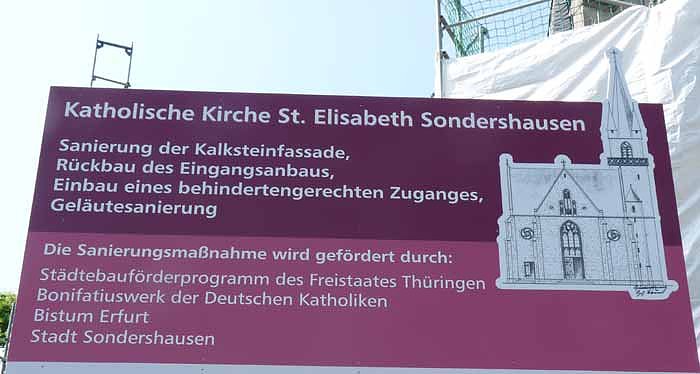 Katholische Kirche St. Elisabeth Sondershausen
Sanierung der Kalksteinfassade,
Rückbau des Eingangsanbaus,
Einbau eines behindertengerechten Zuganges,
Geläutesanierung
Die Sanierungsmaßnahme wird gefördert durch:
Städtebauförderprogramm des Freistaates Thüringen
Bonifatiuswerk der Deutschen Katholiken
Bistum Erfurt
Stadt Sondershausen